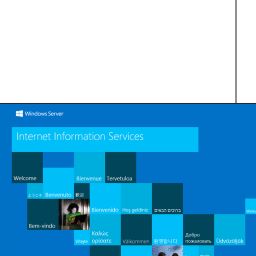 Windows Server
Internet Information Services
Welcome
Bienvenue
Tervetuloa
ようこそ
Benvenuto
歓迎
Bem-vindo
Bienvenido
Hoş geldiniz
ברוכים הבאים
Vítejte
Καλώς
ορίσατε
Välkommen
환영합니다
Добро
пожаловать
Üdvözöljük